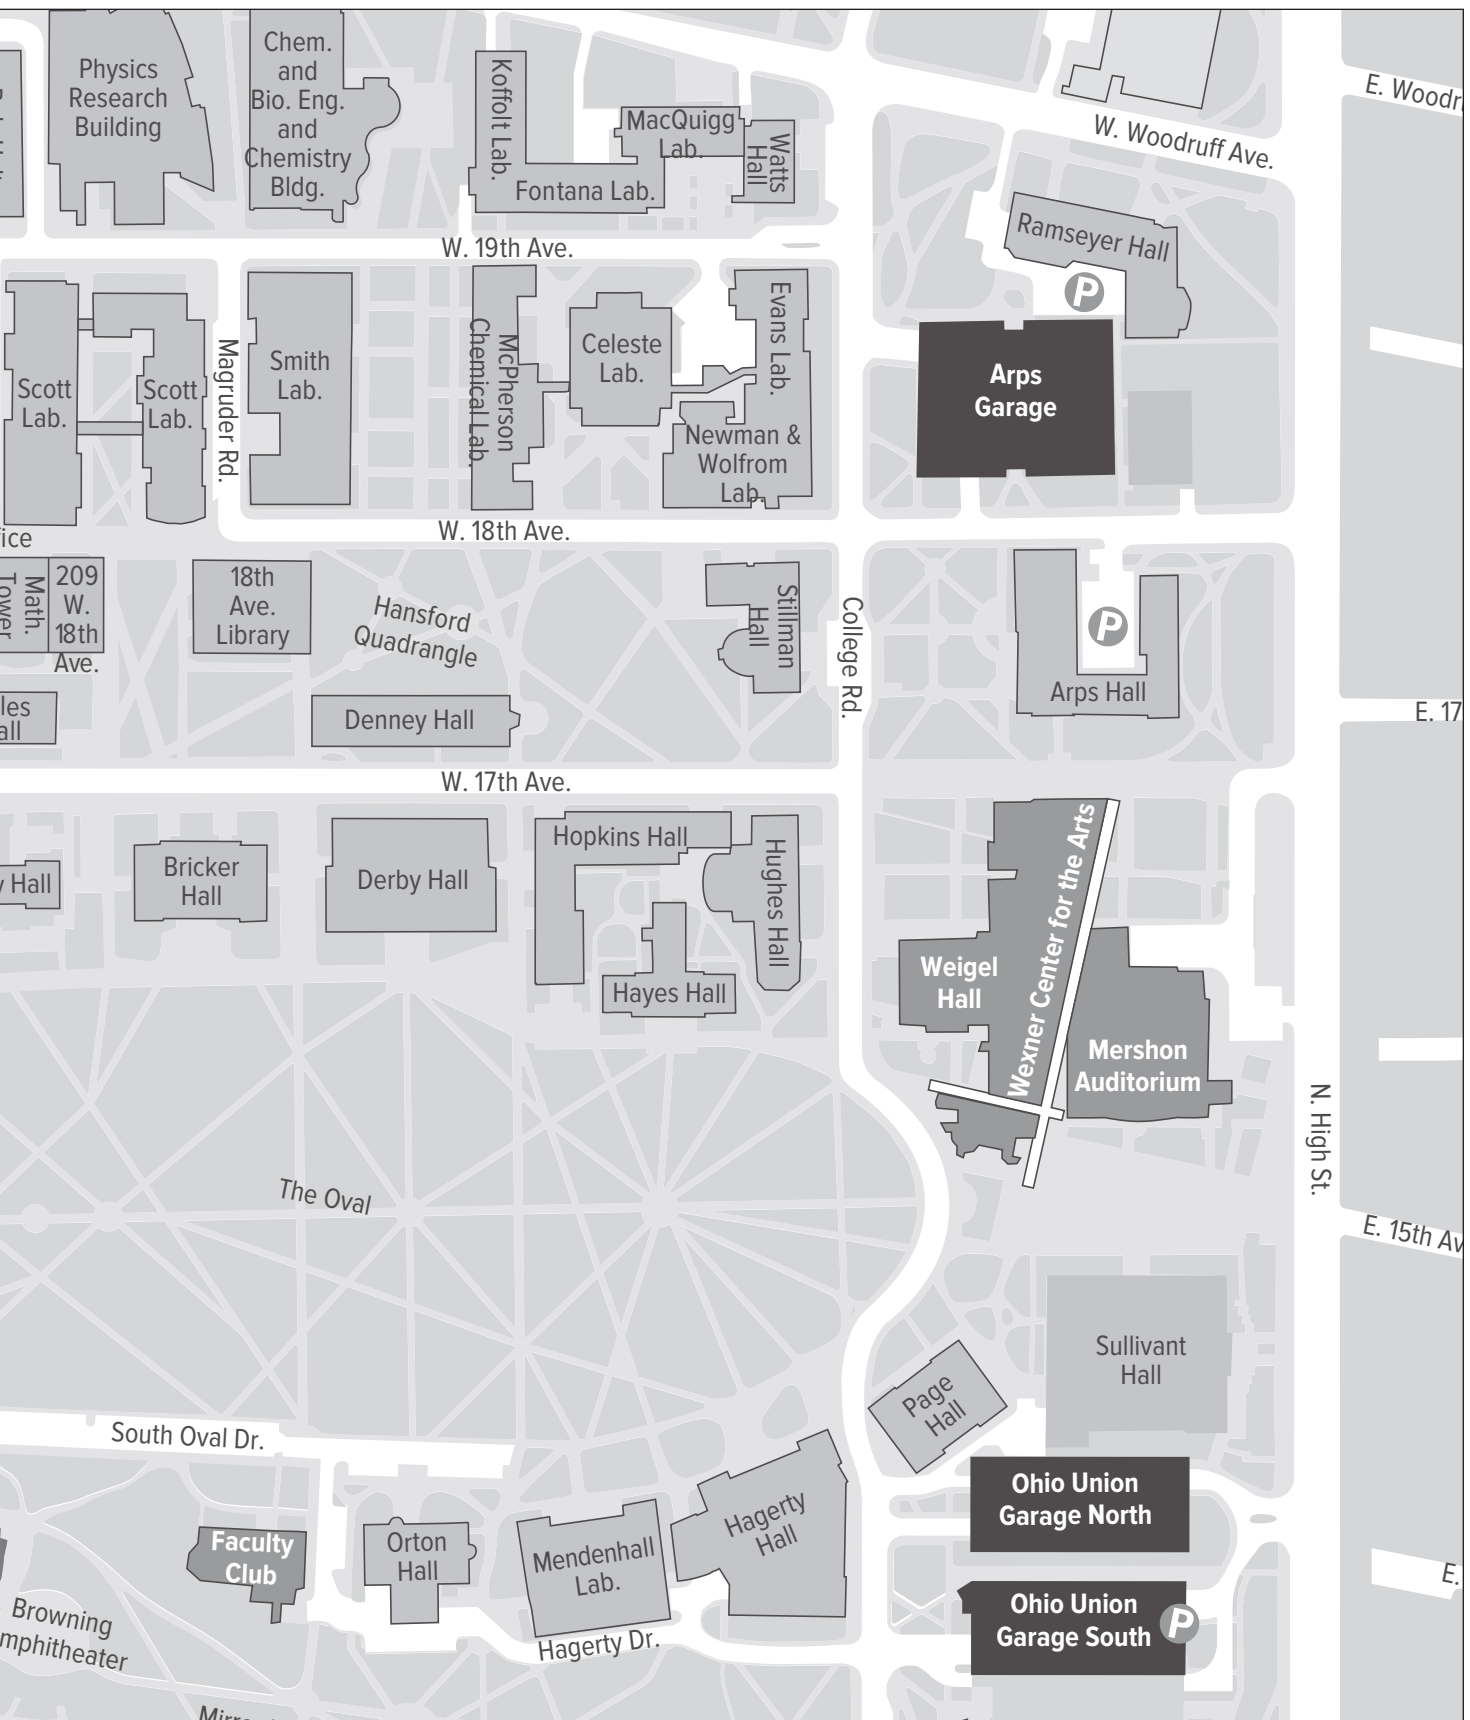 Physics
Research
Building
Chem.
and
Bio. Eng.
and
Chemistry
Bldg.
Koffolt Lab.
MacQuigg
Lab.
Watts
Hall
Fontana Lab.
E. Woodr
W. Woodruff Ave.
Ramseyer Hall
P
W. 19th Ave.
Scott
Lab.
Scott
Lab.
Magruder Rd.
Smith
Lab.
McPherson
Chemical Lab.
Celeste
Lab.
Evans Lab.
Newman &
Wolfrom
Lab.
Arps
Garage
W. 18th Ave.
fice
Math.
Tower
209
W.
18th
Ave.
18th
Ave.
Library
Hansford
Quadrangle
Stillman
Hall
College Rd.
P
Arps Hall
les
all
Denney Hall
E. 17
W. 17th Ave.
y Hall
Bricker
Hall
Derby Hall
Hopkins Hall
Hughes Hall
Hayes Hall
Wexner Center for the Arts
Weigel
Hall
Mershon
Auditorium
N. High St.
The Oval
E. 15th Av
Sullivant
Hall
Page
Hall
South Oval Dr.
Ohio Union
Garage North
Faculty
Club
Orton
Hall
Mendenhall
Lab.
Hagerty
Hall
E.
Ohio Union
Garage South
P
Browning
mphitheater
Hagerty Dr.
Mirr